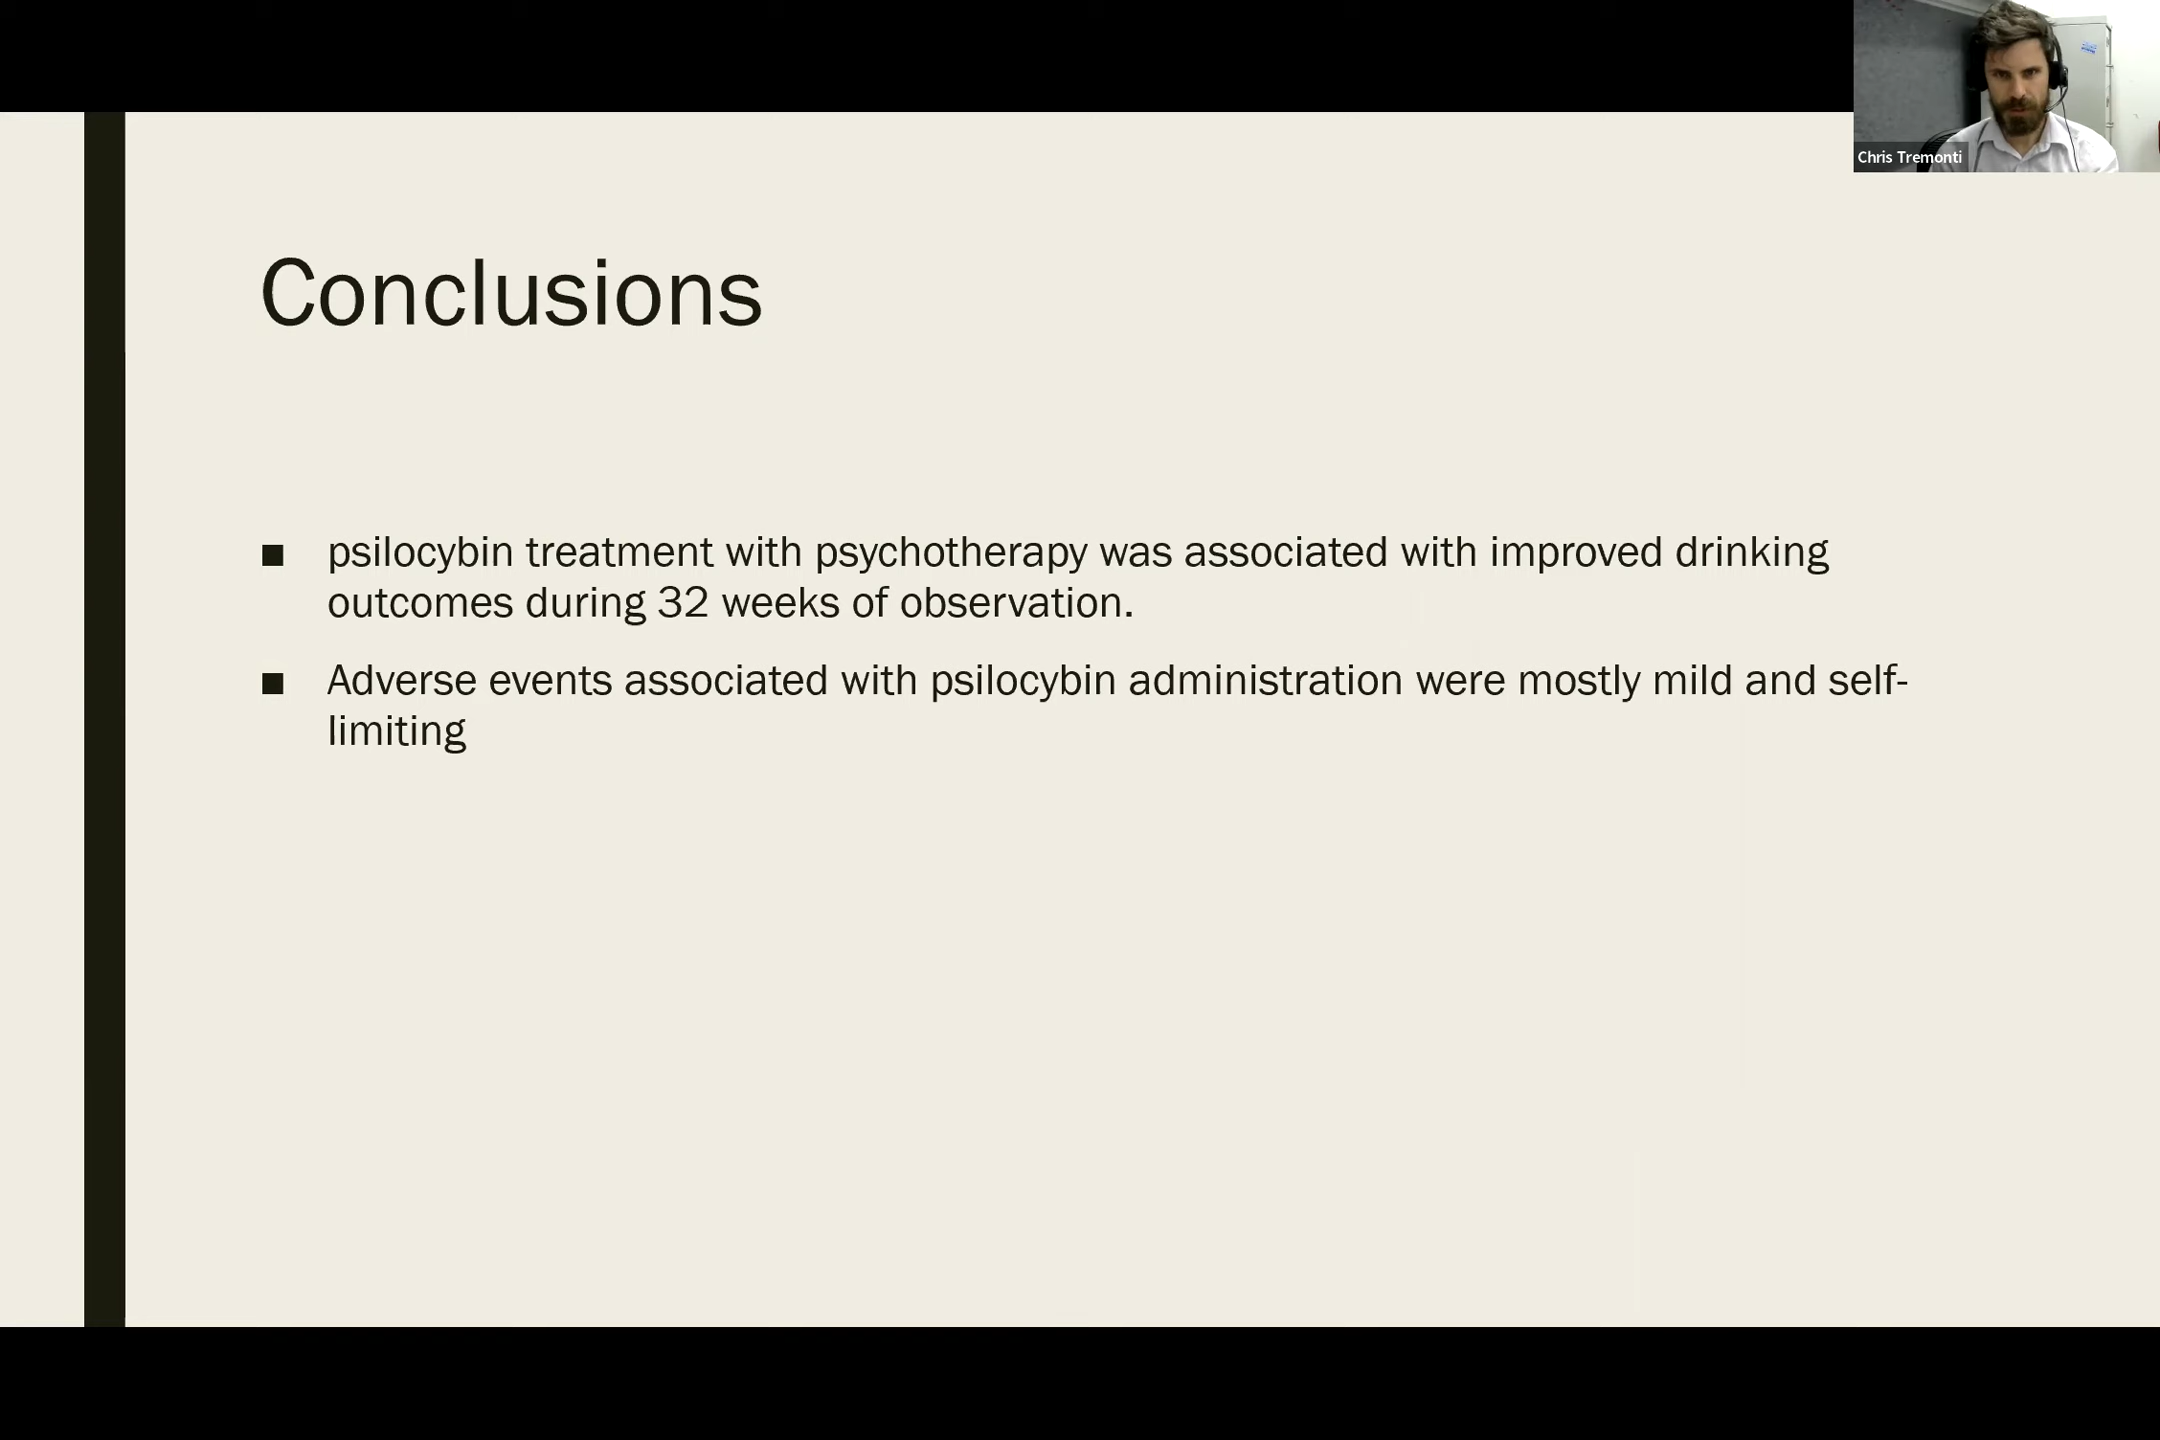 Chris Tremonti
Conclusions
■ psilocybin treatment with psychotherapy was associated with improved drinking
outcomes during 32 weeks of observation.
■ Adverse events associated with psilocybin administration were mostly mild and self-
limiting